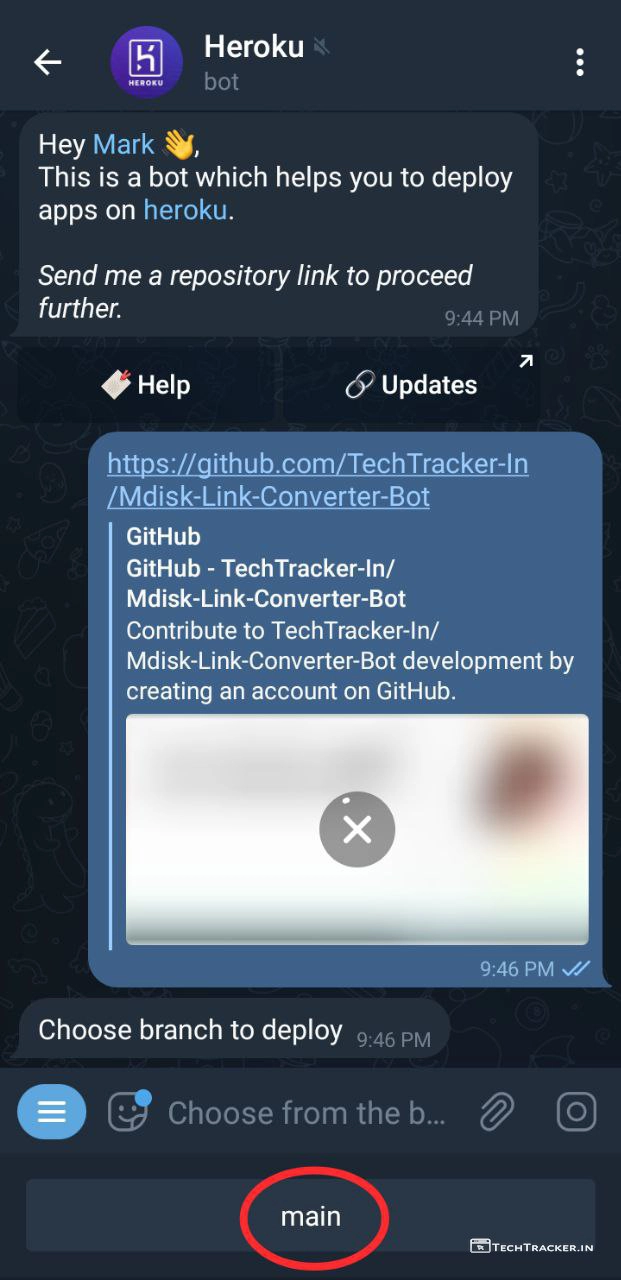 Heroku
HEROKU
bot
Hey Mark 👋,
This is a bot which helps you to deploy
apps on heroku.
Send me a repository link to proceed
further.
9:44 PM
Help
Updates
https://github.com/TechTracker-In
/Mdisk-Link-Converter-Bot
GitHub
GitHub - TechTracker-In/
Mdisk-Link-Converter-Bot
Contribute to TechTracker-In/
Mdisk-Link-Converter-Bot development by
creating an account on GitHub.
9:46 PM
Choose branch to deploy 9:46 PM
Choose from the b...
main
TECHTRACKER.IN